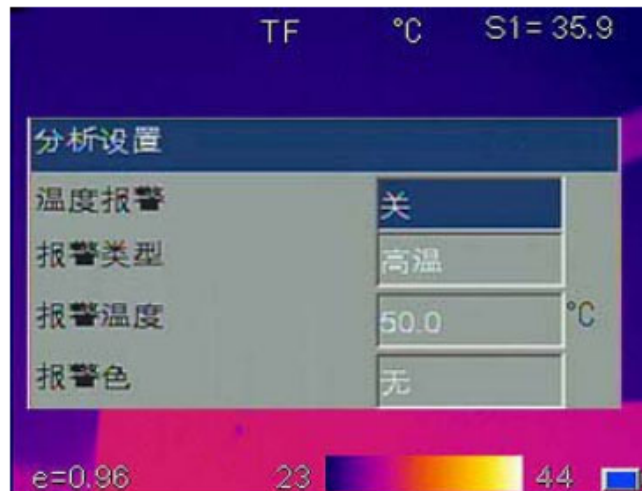 TF °C S1=35.9
分析设置
温度报警 关
报警类型 高温
报警温度 50.0 °C
报警色 无
e=0.96 23 44